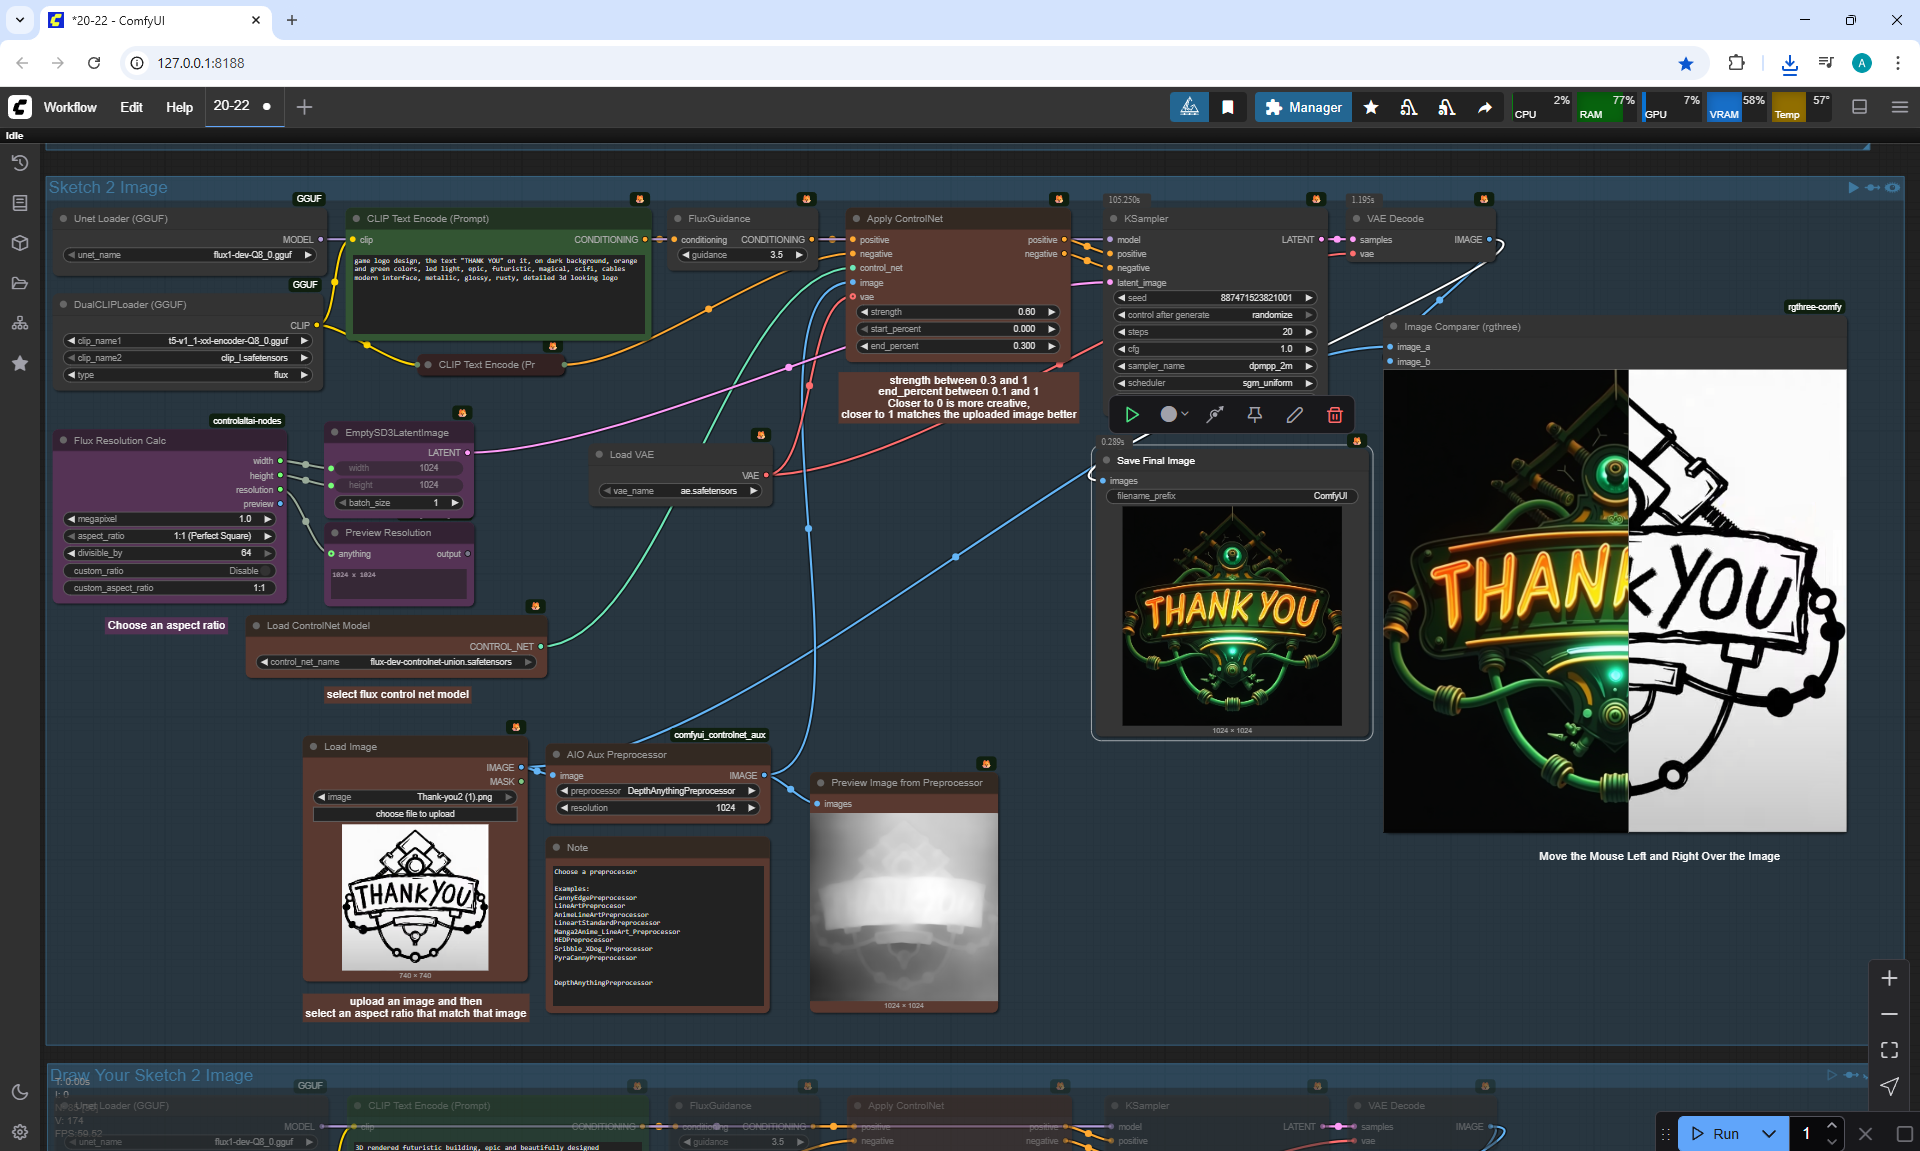 *20-22 - ComfyUI
127.0.0.1:8188
A
Workflow
Edit
Help
20-22
Manager
CPU 2%
RAM 77%
GPU 7%
VRAM 58%
Temp 57°
Idle
Sketch 2 Image
GGUF
Unet Loader (GGUF)
MODEL
unet_name flux1-dev-Q8_0.gguf
GGUF
DualCLIPLoader (GGUF)
CLIP
clip_name1 t5-v1_1-xxl-encoder-Q8_0.gguf
clip_name2 clip_l.safetensors
type flux
CLIP Text Encode (Prompt)
clip CONDITIONING
game logo design, the text "THANK YOU" on it, on dark background, orange
and green colors, led light, epic, futuristic, magical, scifi, cables
modern interface, metallic, glossy, rusty, detailed 3d looking logo
CLIP Text Encode (Pr
FluxGuidance
conditioning CONDITIONING
guidance 3.5
Apply ControlNet
positive positive
negative negative
control_net
image
vae
strength 0.60
start_percent 0.000
end_percent 0.300
strength between 0.3 and 1
end_percent between 0.1 and 1
Closer to 0 is more creative,
closer to 1 matches the uploaded image better
105.250s
KSampler
model LATENT
positive
negative
latent_image
seed 887471523821001
control after generate randomize
steps 20
cfg 1.0
sampler_name dpmpp_2m
scheduler sgm_uniform
1.195s
VAE Decode
samples IMAGE
vae
rgthree-comfy
Image Comparer (rgthree)
image_a
image_b
THANK YOU
Move the Mouse Left and Right Over the Image
controlaltai-nodes
Flux Resolution Calc
width
height
resolution
preview
megapixel 1.0
aspect_ratio 1:1 (Perfect Square)
divisible_by 64
custom_ratio Disable
custom_aspect_ratio 1:1
Choose an aspect ratio
EmptySD3LatentImage
LATENT
width 1024
height 1024
batch_size 1
Preview Resolution
anything output
1024 x 1024
Load VAE
VAE
vae_name ae.safetensors
Load ControlNet Model
CONTROL_NET
control_net_name flux-dev-controlnet-union.safetensors
select flux control net model
0.289s
Save Final Image
images
filename_prefix ComfyUI
THANK YOU
1024 × 1024
Load Image
IMAGE
MASK
image Thank-you2 (1).png
choose file to upload
THANK YOU
740 × 740
upload an image and then
select an aspect ratio that match that image
comfyui_controlnet_aux
AIO Aux Preprocessor
image IMAGE
preprocessor DepthAnythingPreprocessor
resolution 1024
Note
Choose a preprocessor
Examples:
CannyEdgePreprocessor
LineArtPreprocesor
AnimeLineArtPreprocessor
LineartStandardPreprocessor
Manga2Anime_LineArt_Preprocessor
HEDPreprocessor
Sribble_XDog_Preprocessor
PyraCannyPreprocessor
DepthAnythingPreprocessor
Preview Image from Preprocessor
images
1024 × 1024
Draw Your Sketch 2 Image
T: 0.00s
I: 0
V: 174
GGUF
Unet Loader (GGUF)
MODEL
unet_name flux1-dev-Q8_0.gguf
CLIP Text Encode (Prompt)
clip CONDITIONING
3D rendered futuristic building, epic and beautifully designed
FluxGuidance
conditioning CONDITIONING
guidance 3.5
Apply ControlNet
positive positive
negative negative
KSampler
model LATENT
positive
VAE Decode
samples IMAGE
vae
Run 1